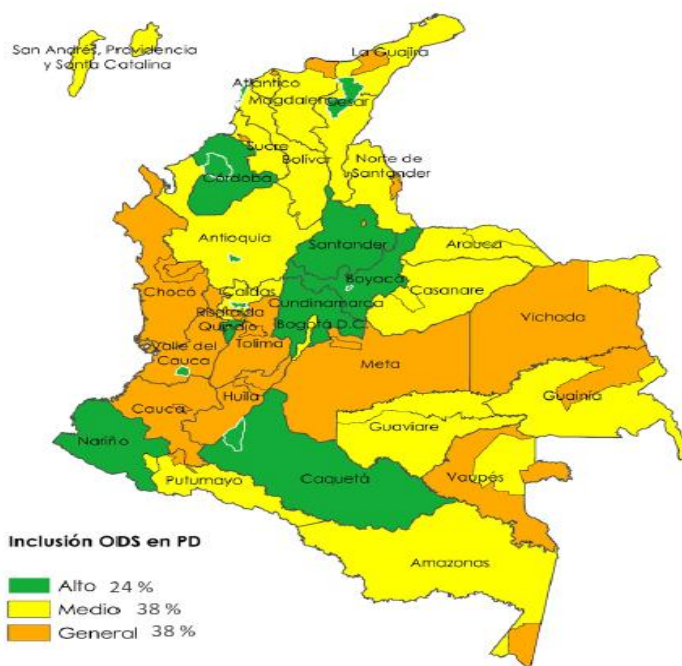 San Andrés, Providencia
y Santa Catalina
La Guajira
Atlántico
Magdalena
Cesar
Sucre
Bolívar
Norte de
Santander
Córdoba
Antioquia
Santander
Arauca
Boyacá
Casanare
Chocó
Caldas
Cundinamarca
Risaralda
Quindío
Bogotá D.C.
Vichada
Tolima
Valle del
Cauca
Meta
Guainía
Huila
Cauca
Guaviare
Nariño
Caquetá
Vaupés
Putumayo
Amazonas
Inclusión OIDS en PD
Alto 24 %
Medio 38 %
General 38 %